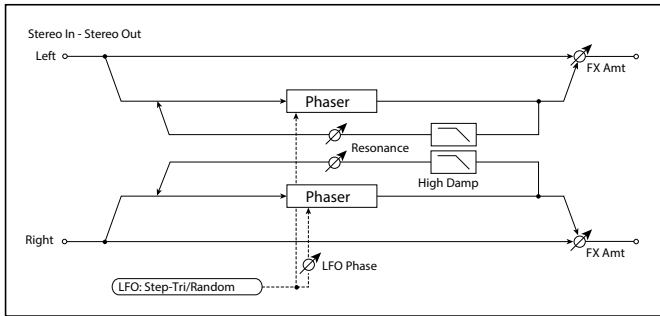 Stereo In - Stereo Out
Left
FX Amt
Phaser
Resonance
High Damp
Phaser
Right
FX Amt
LFO Phase
LFO: Step-Tri/Random